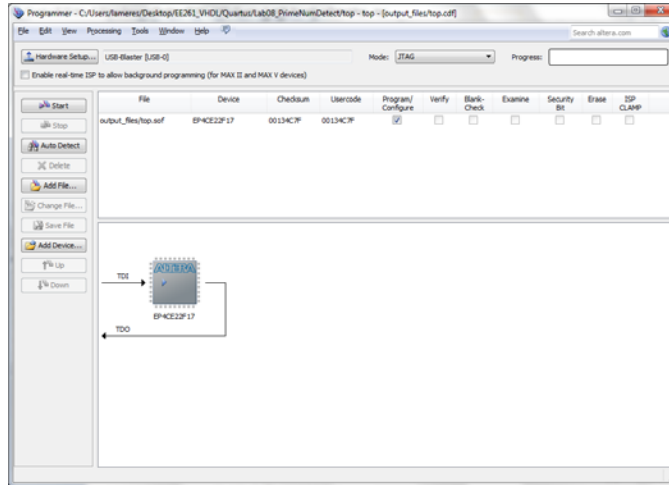 Programmer - C:/Users/lameres/Desktop/EE261_VHDL/Quartus/Lab08_PrimeNumDetect/top - top - [output_files/top.cdf]
File Edit View Processing Tools Window Help
Search altera.com
Hardware Setup... USB-Blaster [USB-0] Mode: JTAG Progress:
Enable real-time ISP to allow background programming (for MAX II and MAX V devices)
File Device Checksum Usercode Program/Configure Verify Blank-Check Examine Security Bit Erase ISP CLAMP
output_files/top.sof EP4CE22F17 00134C7F 00134C7F
Start
Stop
Auto Detect
Delete
Add File...
Change File...
Save File
Add Device...
Up
Down
TDI
ALTERA
EP4CE22F17
TDO